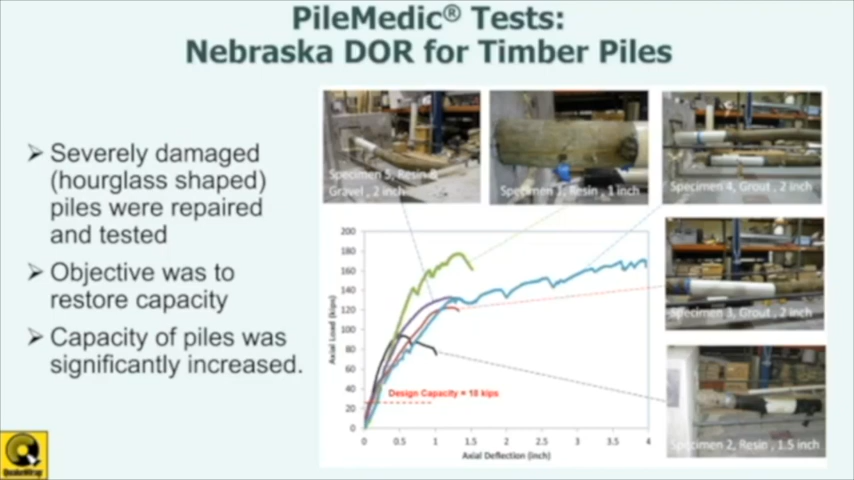 PileMedic® Tests:
Nebraska DOR for Timber Piles
➢ Severely damaged
(hourglass shaped)
piles were repaired
and tested
➢ Objective was to
restore capacity
➢ Capacity of piles was
significantly increased.
Specimen 5, Resin &
Gravel , 2 inch
Specimen 1, Resin , 1 inch
Specimen 4, Grout , 2 inch
Specimen 3, Grout , 2 inch
Specimen 2, Resin , 1.5 inch
Axial Load (kips)
200
180
160
140
120
100
80
60
40
20
0
Design Capacity = 18 kips
0 0.5 1 1.5 2 2.5 3 3.5 4
Axial Deflection (inch)
QuakeWrap